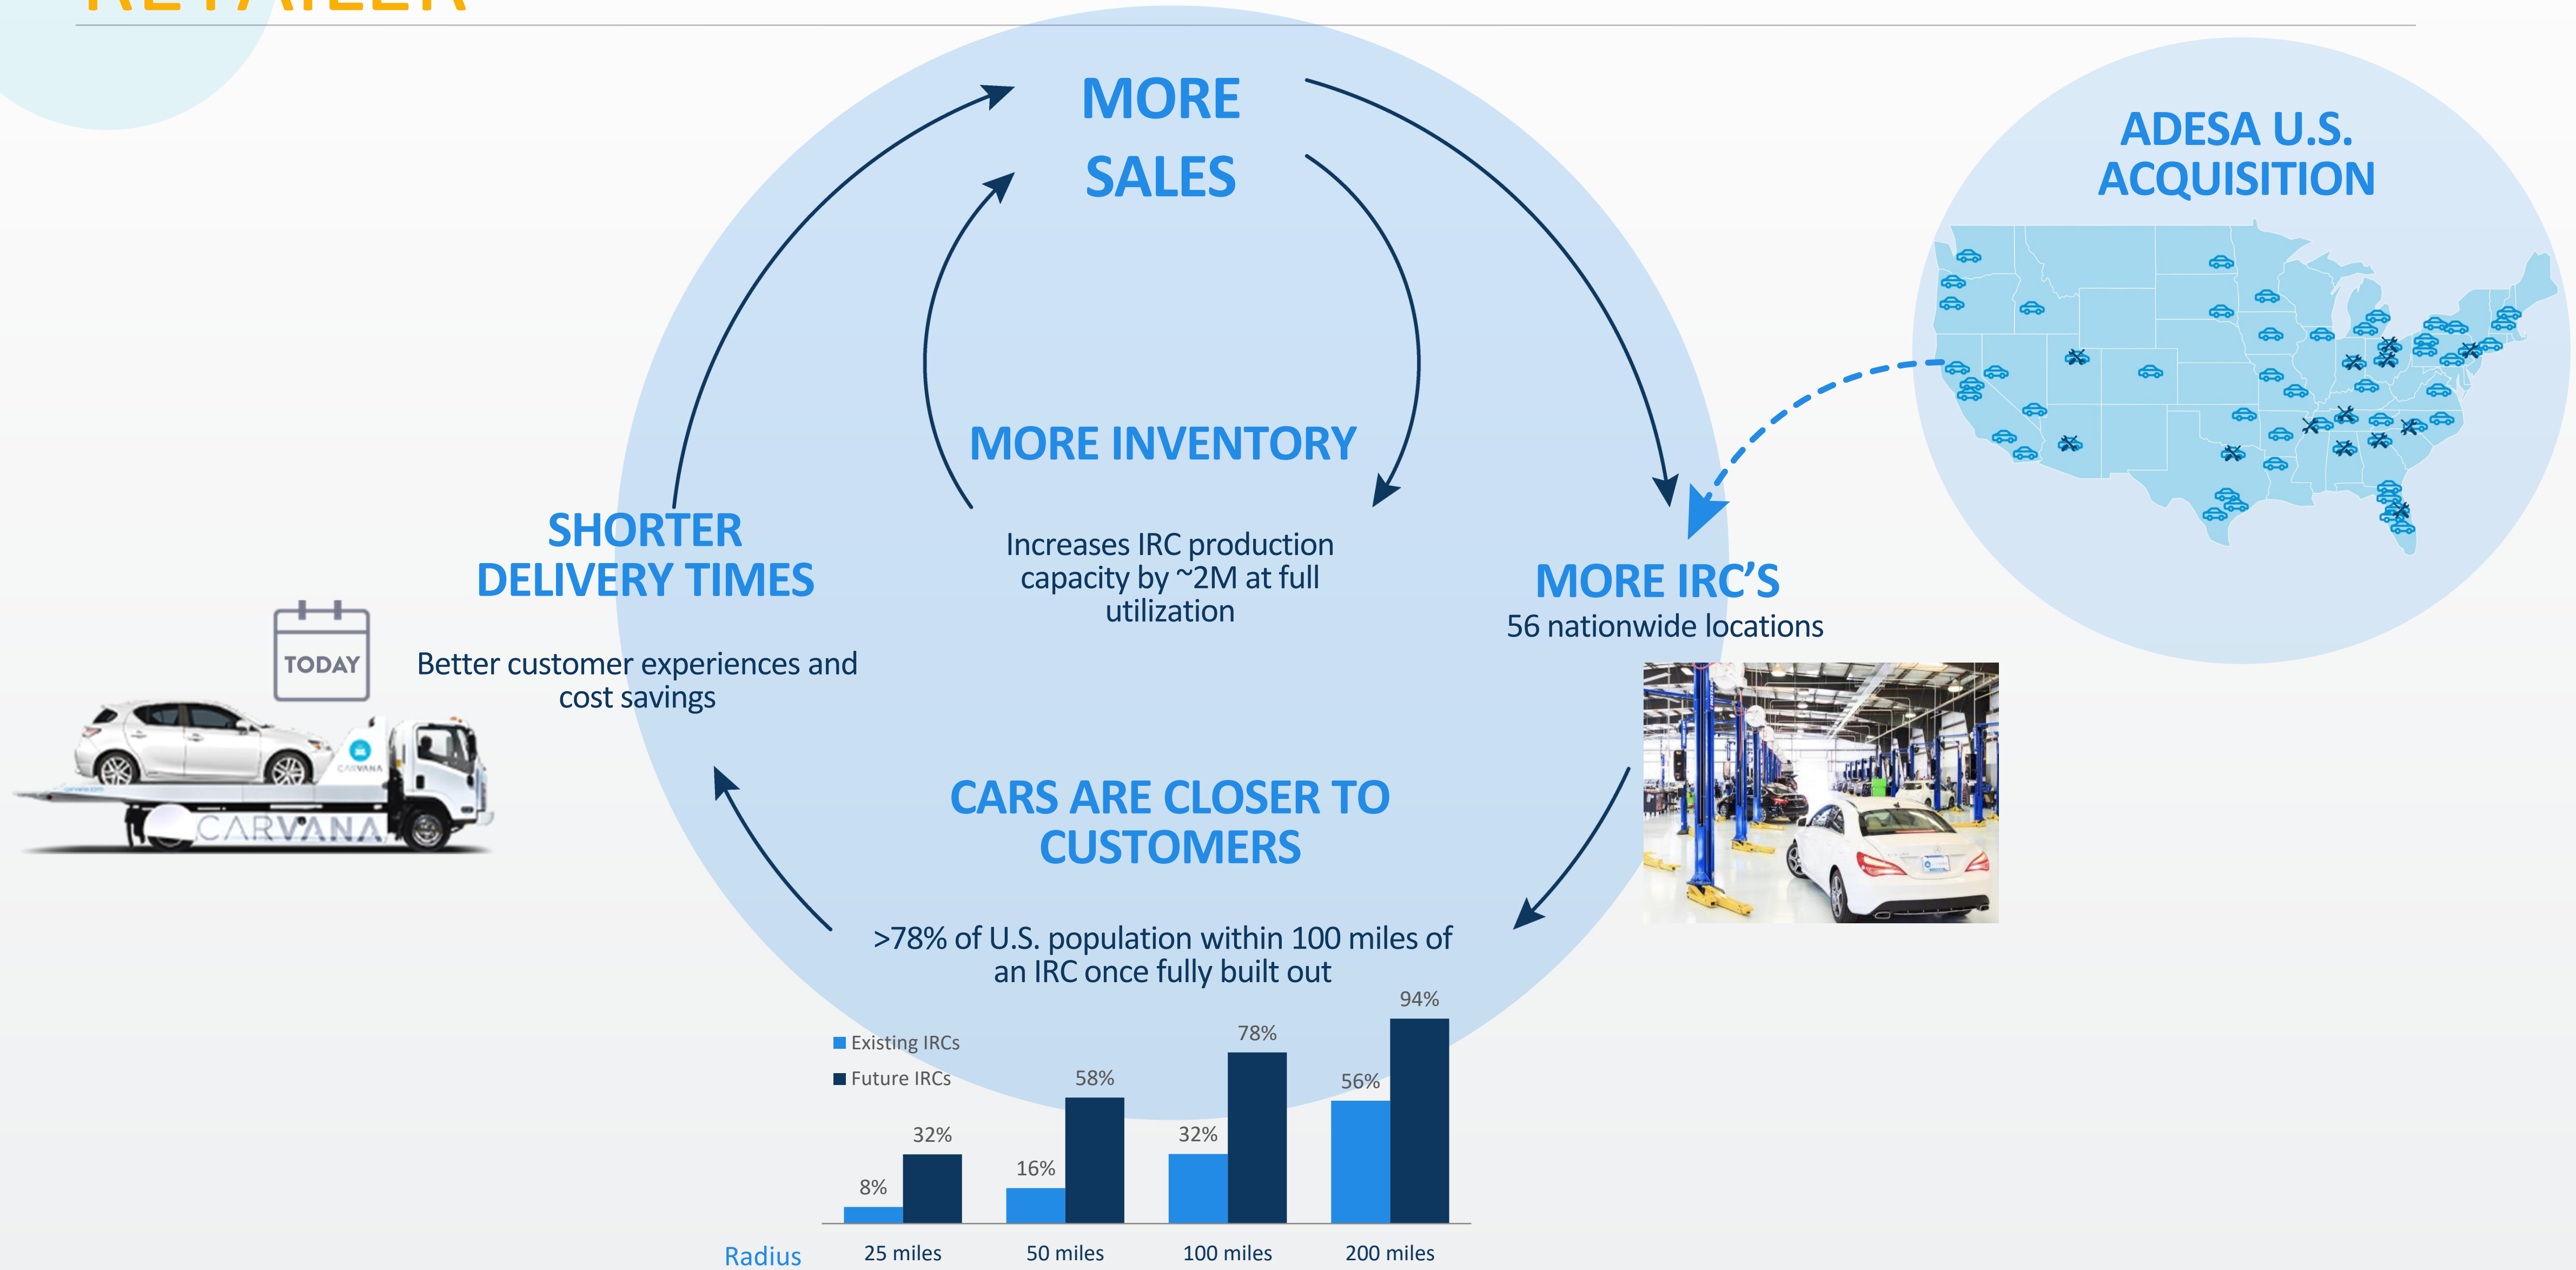 RETAILER
MORE
SALES
ADESA U.S.
ACQUISITION
MORE INVENTORY
Increases IRC production
capacity by ~2M at full
utilization
SHORTER
DELIVERY TIMES
Better customer experiences and
cost savings
TODAY
CARVANA
CARVANA
MORE IRC’S
56 nationwide locations
CARS ARE CLOSER TO
CUSTOMERS
>78% of U.S. population within 100 miles of
an IRC once fully built out
Existing IRCs
Future IRCs
8%
32%
16%
58%
32%
78%
56%
94%
Radius
25 miles
50 miles
100 miles
200 miles